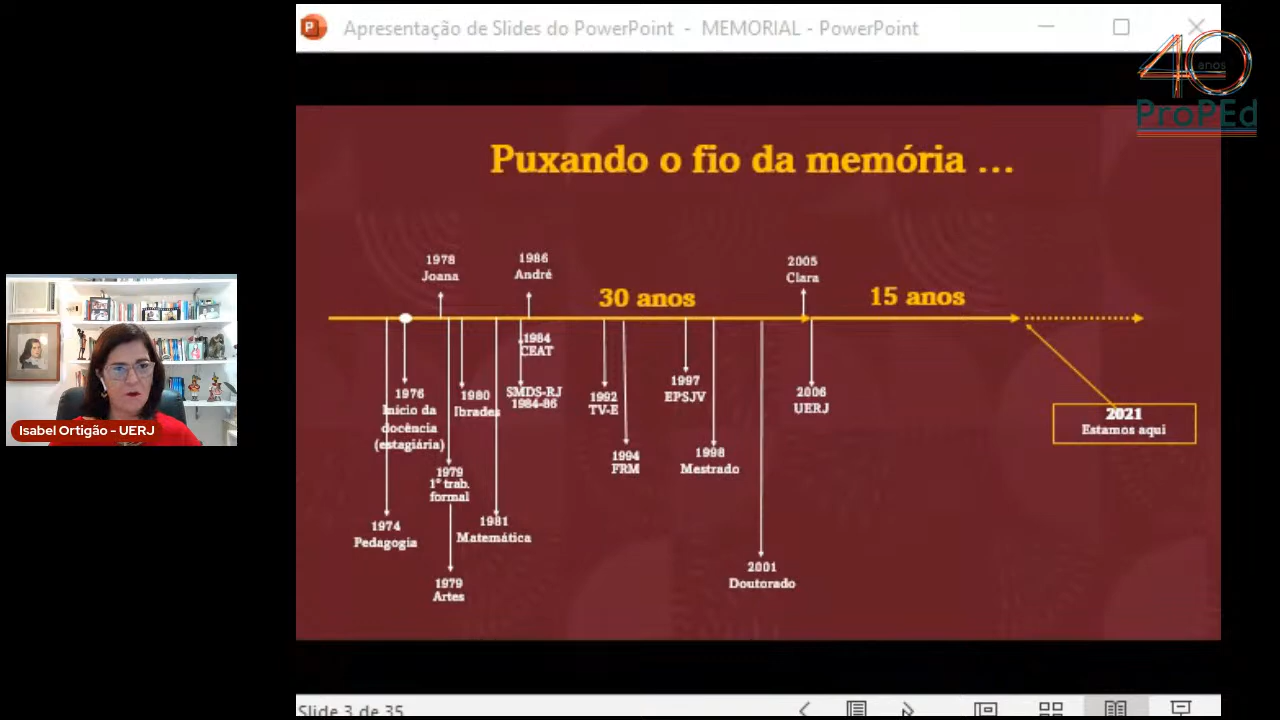 Apresentação de Slides do PowerPoint - MEMORIAL - PowerPoint
40
anos
ProPEd
Puxando o fio da memória ...
1978
Joana
1986
André
2005
Clara
30 anos
15 anos
1984
CEAT
1976
Início da
docência
(estagiária)
1980
Ibrades
SMDS-RJ
1984-86
1992
TV-E
1997
EPSJV
2006
UERJ
2021
Estamos aqui
1979
1º trab.
formal
1994
FRM
1998
Mestrado
1974
Pedagogia
1981
Matemática
1979
Artes
2001
Doutorado
Isabel Ortigão - UERJ
Slide 3 de 35